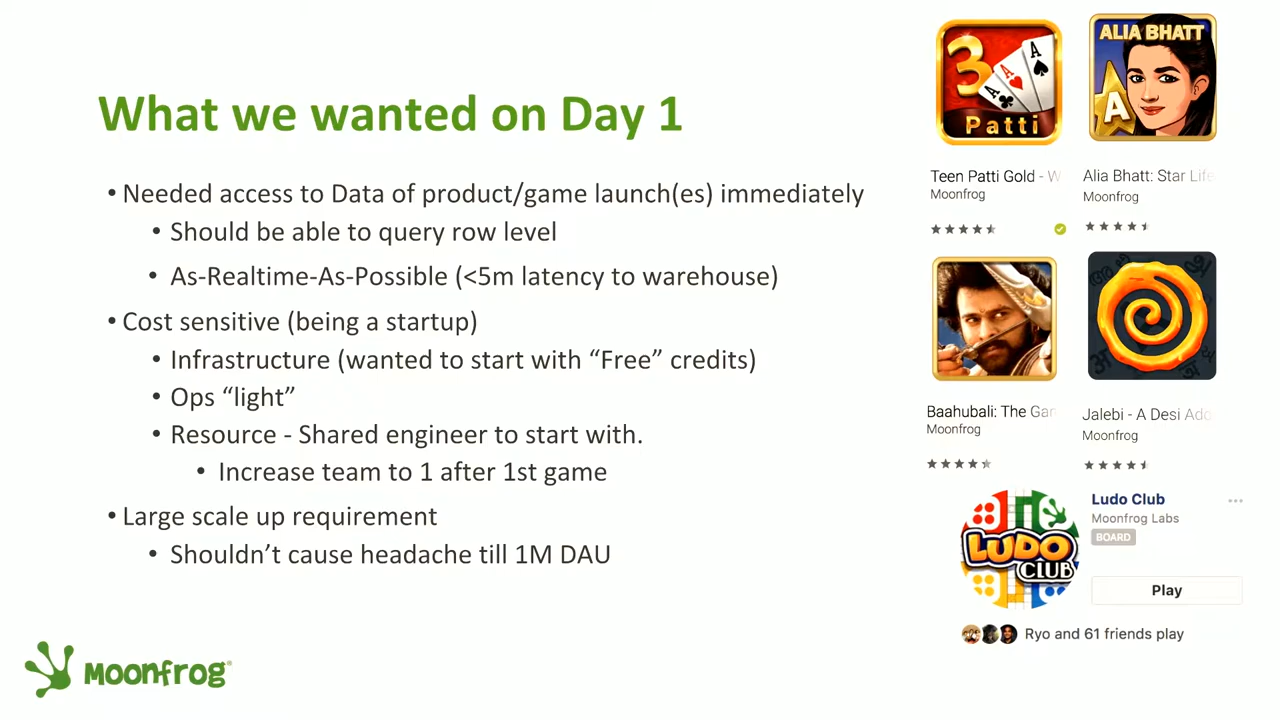 What we wanted on Day 1
• Needed access to Data of product/game launch(es) immediately
• Should be able to query row level
• As-Realtime-As-Possible (<5m latency to warehouse)
• Cost sensitive (being a startup)
• Infrastructure (wanted to start with “Free” credits)
• Ops “light”
• Resource - Shared engineer to start with.
• Increase team to 1 after 1st game
• Large scale up requirement
• Shouldn’t cause headache till 1M DAU
3
A
A
A
Patti
Teen Patti Gold - W
Moonfrog
ALIA BHATT
A
Alia Bhatt: Star Life
Moonfrog
Baahubali: The Gam
Moonfrog
Jalebi - A Desi Ado
Moonfrog
LUDO
CLUB
Ludo Club
Moonfrog Labs
BOARD
Play
Ryo and 61 friends play
Moonfrog®